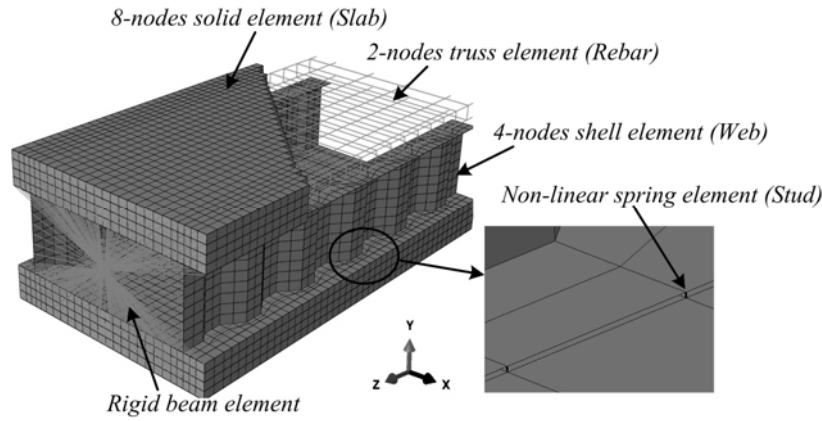 8-nodes solid element (Slab)
2-nodes truss element (Rebar)
4-nodes shell element (Web)
Non-linear spring element (Stud)
Y
Z
X
Rigid beam element